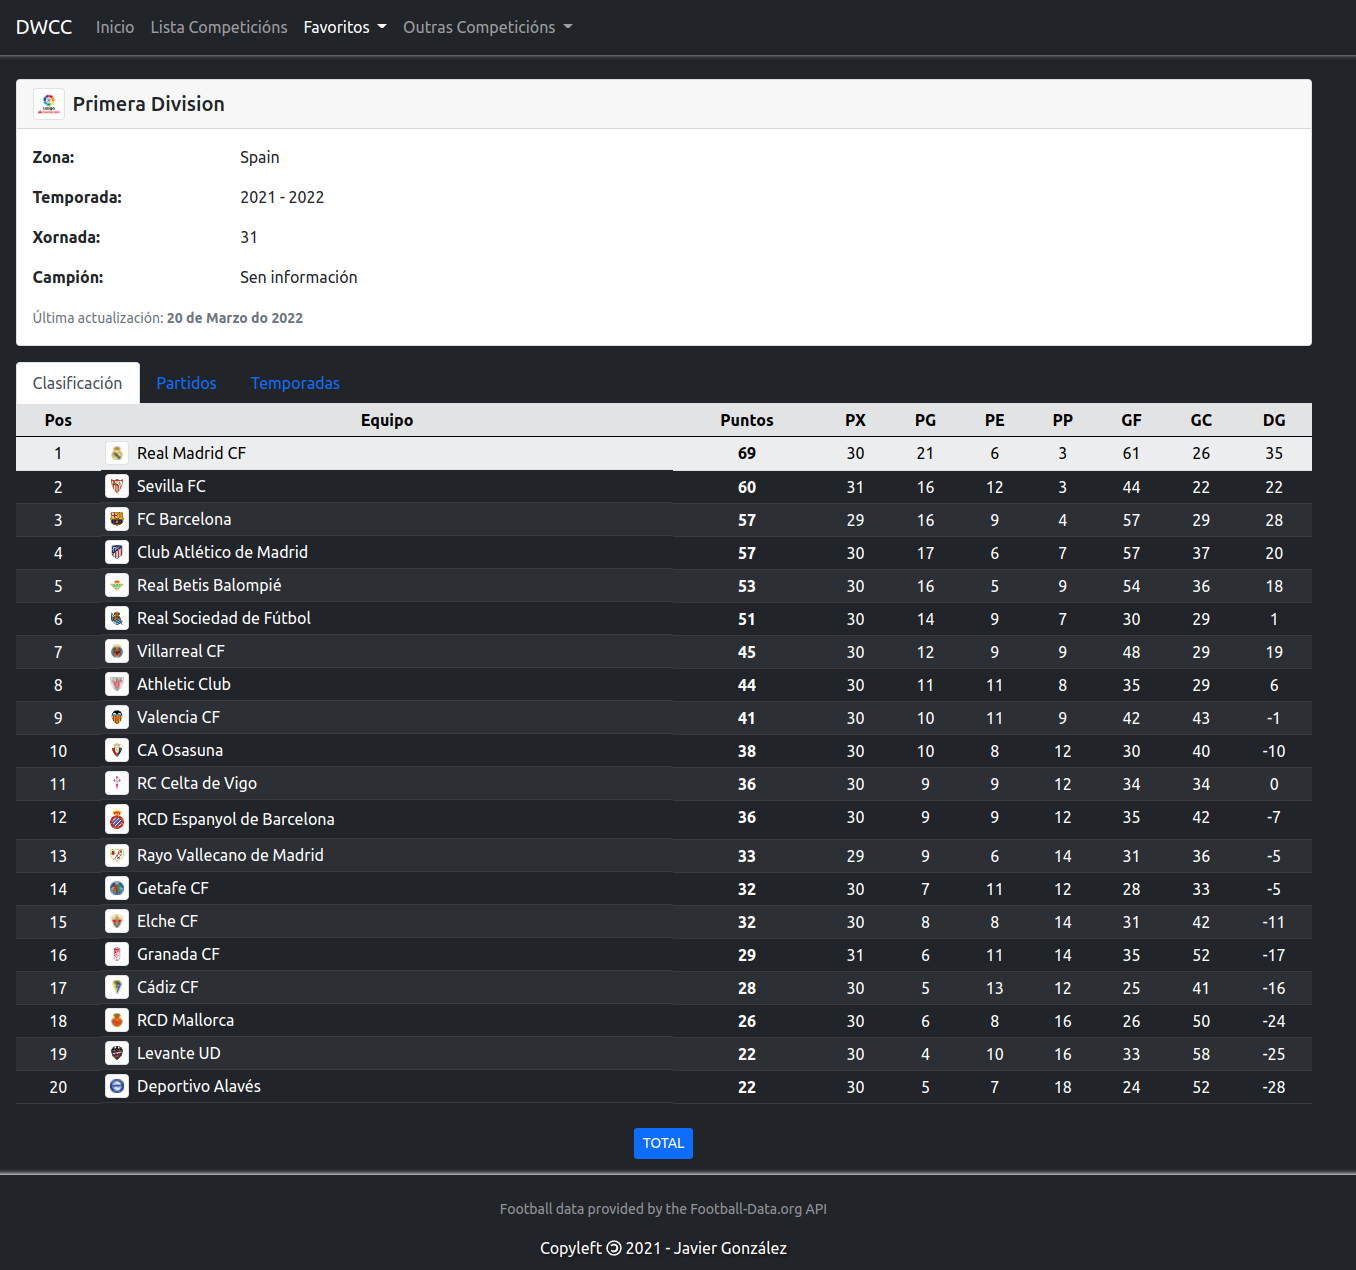 DWCC Inicio Lista Competicións Favoritos Outras Competicións
Primera Division
Zona: Spain
Temporada: 2021 - 2022
Xornada: 31
Campión: Sen información
Última actualización: 20 de Marzo do 2022
Clasificación Partidos Temporadas
Pos Equipo Puntos PX PG PE PP GF GC DG
1 Real Madrid CF 69 30 21 6 3 61 26 35
2 Sevilla FC 60 31 16 12 3 44 22 22
3 FC Barcelona 57 29 16 9 4 57 29 28
4 Club Atlético de Madrid 57 30 17 6 7 57 37 20
5 Real Betis Balompié 53 30 16 5 9 54 36 18
6 Real Sociedad de Fútbol 51 30 14 9 7 30 29 1
7 Villarreal CF 45 30 12 9 9 48 29 19
8 Athletic Club 44 30 11 11 8 35 29 6
9 Valencia CF 41 30 10 11 9 42 43 -1
10 CA Osasuna 38 30 10 8 12 30 40 -10
11 RC Celta de Vigo 36 30 9 9 12 34 34 0
12 RCD Espanyol de Barcelona 36 30 9 9 12 35 42 -7
13 Rayo Vallecano de Madrid 33 29 9 6 14 31 36 -5
14 Getafe CF 32 30 7 11 12 28 33 -5
15 Elche CF 32 30 8 8 14 31 42 -11
16 Granada CF 29 31 6 11 14 35 52 -17
17 Cádiz CF 28 30 5 13 12 25 41 -16
18 RCD Mallorca 26 30 6 8 16 26 50 -24
19 Levante UD 22 30 4 10 16 33 58 -25
20 Deportivo Alavés 22 30 5 7 18 24 52 -28
TOTAL
Football data provided by the Football-Data.org API
Copyleft 🄯 2021 - Javier González